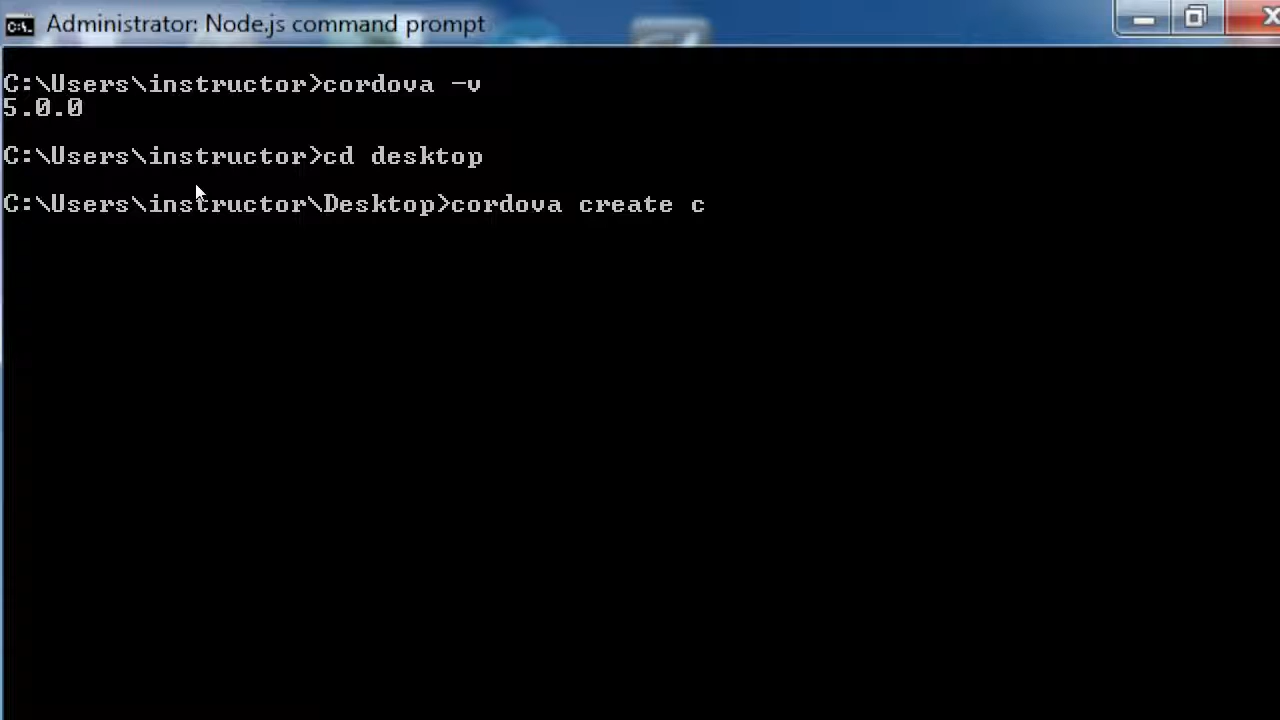 Administrator: Node.js command prompt
C:\Users\instructor>cordova -v
5.0.0
C:\Users\instructor>cd desktop
C:\Users\instructor\Desktop>cordova create c